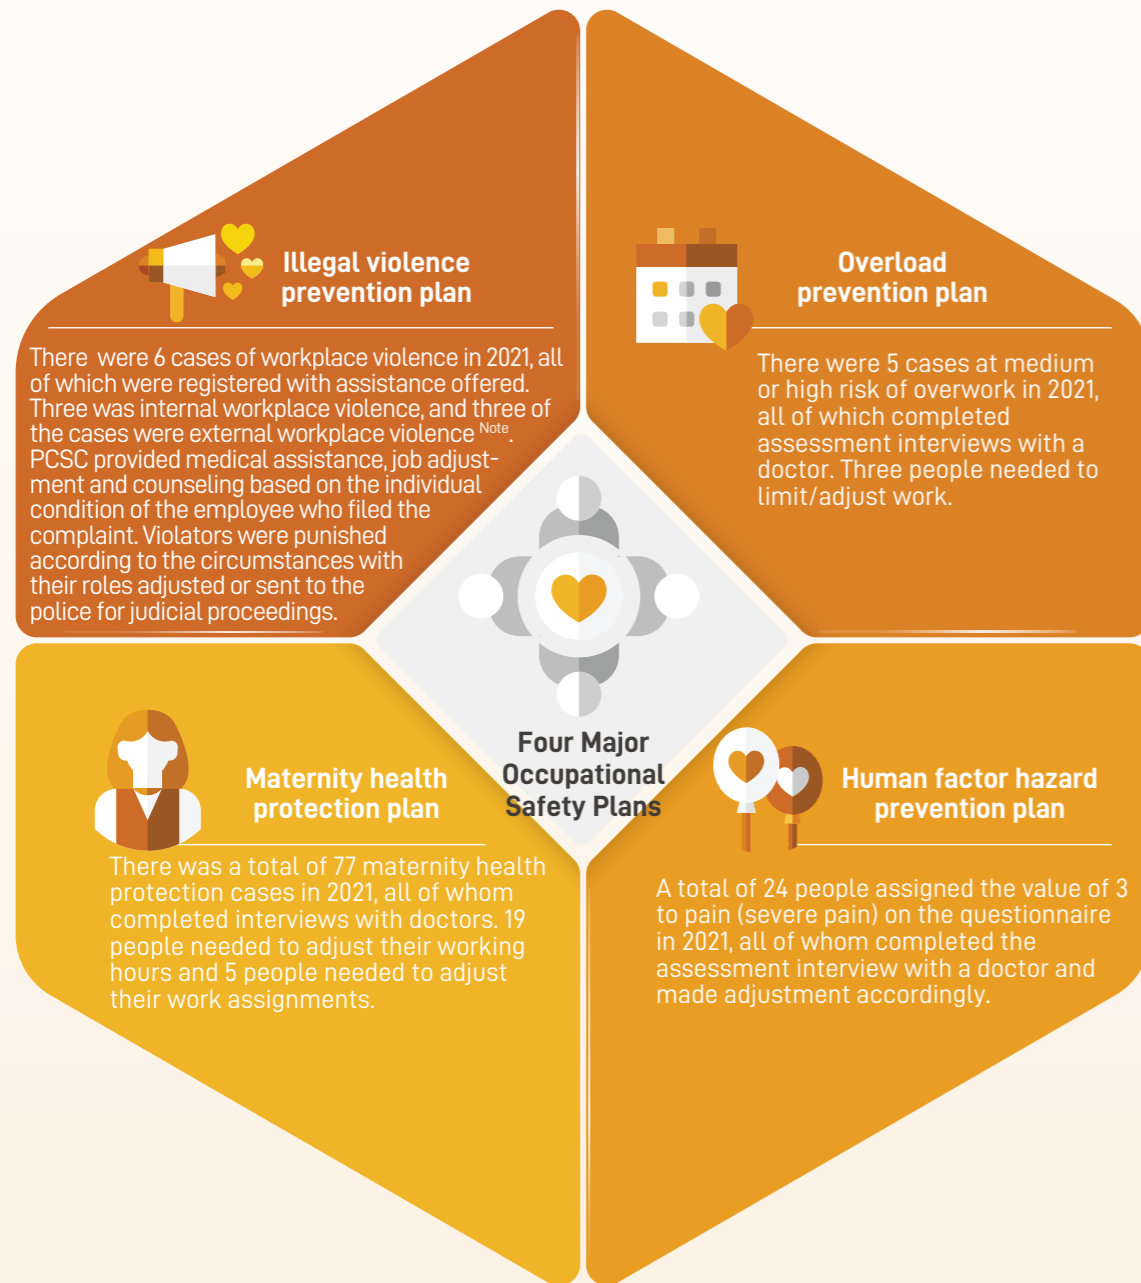 Illegal violence
prevention plan
There were 6 cases of workplace violence in 2021, all
of which were registered with assistance offered.
Three was internal workplace violence, and three of
the cases were external workplace violence Note.
PCSC provided medical assistance, job adjust-
ment and counseling based on the individual
condition of the employee who filed the
complaint. Violators were punished
according to the circumstances with
their roles adjusted or sent to the
police for judicial proceedings.
Overload
prevention plan
There were 5 cases at medium
or high risk of overwork in 2021,
all of which completed
assessment interviews with a
doctor. Three people needed to
limit/adjust work.
Four Major
Occupational
Safety Plans
Maternity health
protection plan
There was a total of 77 maternity health
protection cases in 2021, all of whom
completed interviews with doctors. 19
people needed to adjust their working
hours and 5 people needed to adjust
their work assignments.
Human factor hazard
prevention plan
A total of 24 people assigned the value of 3
to pain (severe pain) on the questionnaire
in 2021, all of whom completed the
assessment interview with a doctor and
made adjustment accordingly.